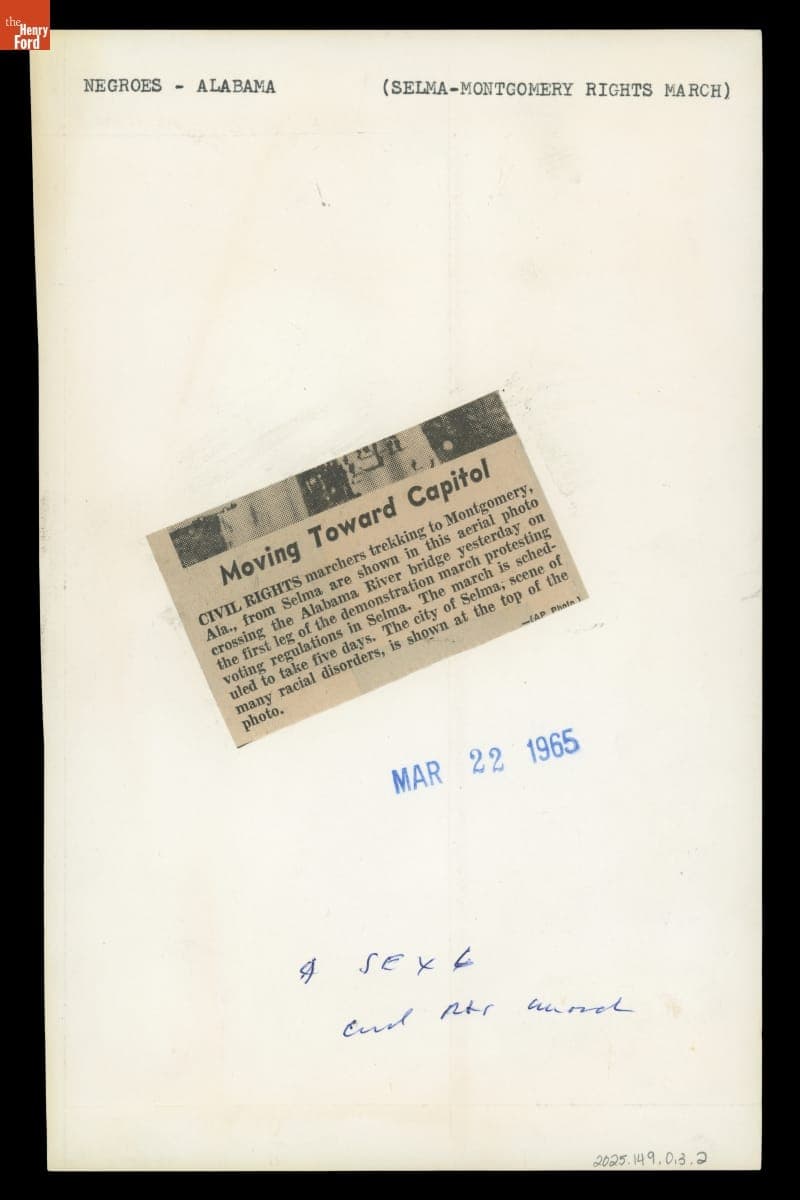 the
Henry
Ford
NEGROES - ALABAMA (SELMA-MONTGOMERY RIGHTS MARCH)
Moving Toward Capitol
CIVIL RIGHTS marchers trekking to Montgomery,
Ala., from Selma are shown in this aerial photo
crossing the Alabama River bridge yesterday on
the first leg of the demonstration march protesting
voting regulations in Selma. The march is sched-
uled to take five days. The city of Selma, scene of
many racial disorders, is shown at the top of the
photo.
—(AP Photo.)
MAR 22 1965
2025.149.0.3.2